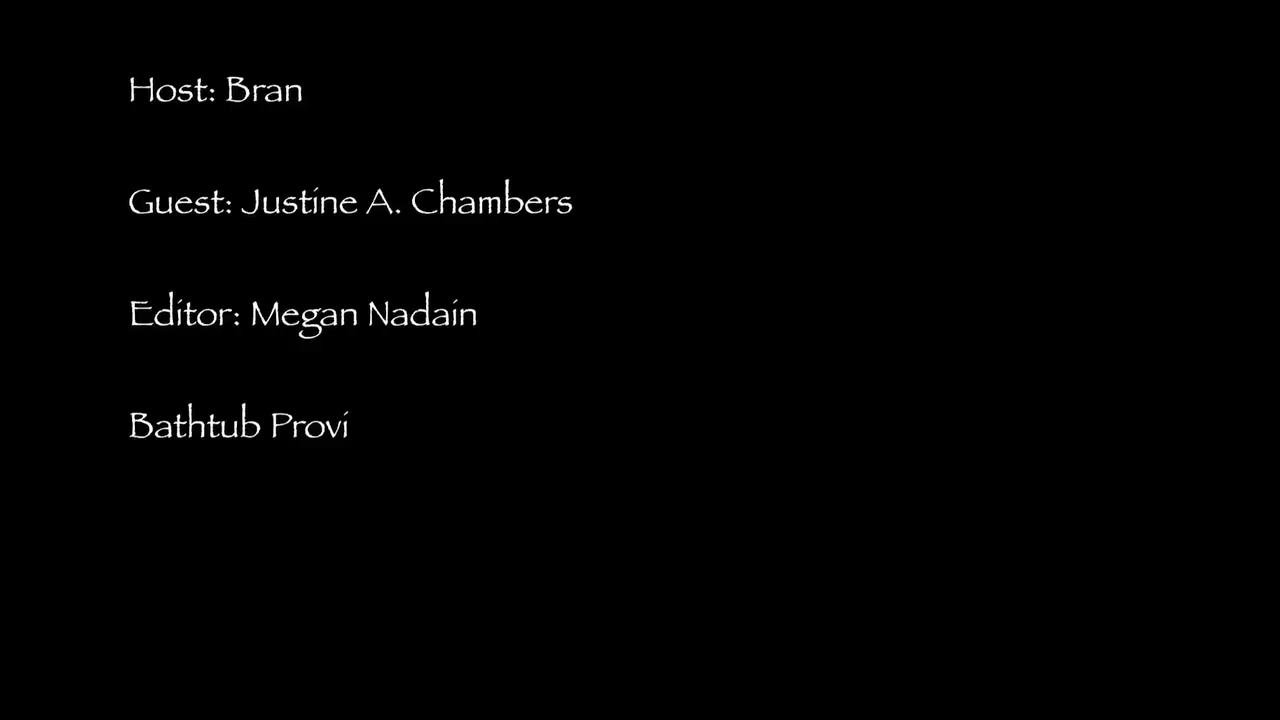 Host: Bran
Guest: Justine A. Chambers
Editor: Megan Nadain
Bathtub Provi